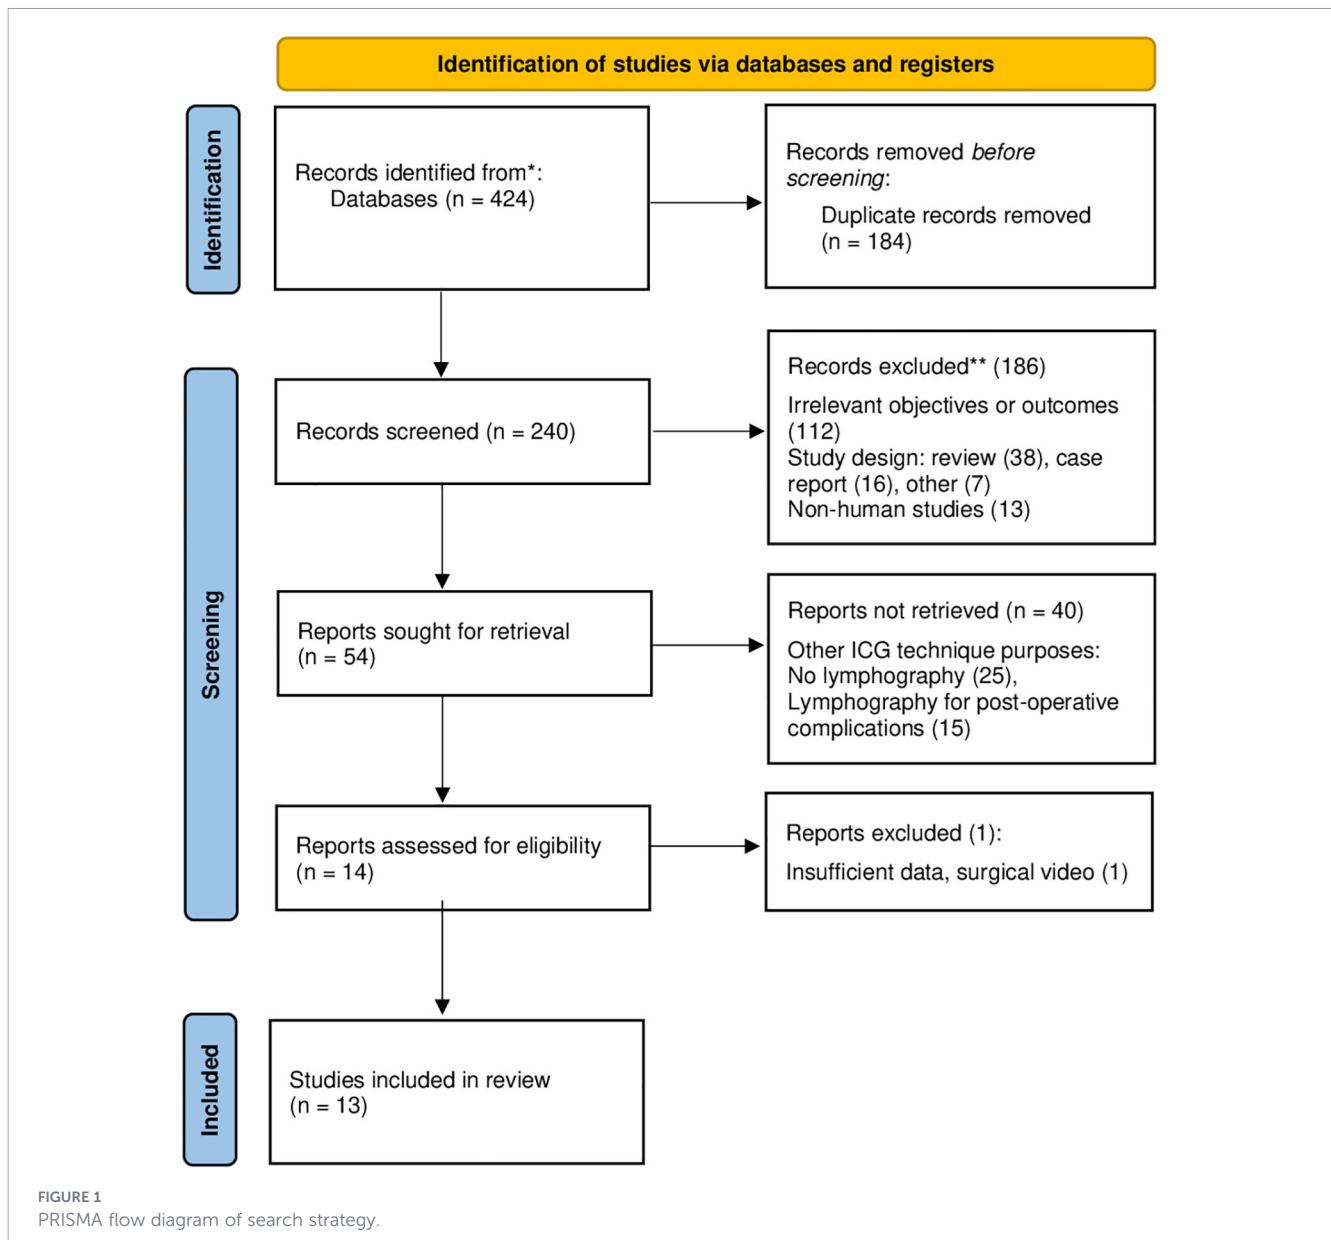 Identification of studies via databases and registers
Identification
Records identified from*:
Databases (n = 424)
Records removed before
screening:
Duplicate records removed
(n = 184)
Screening
Records screened (n = 240)
Records excluded** (186)
Irrelevant objectives or outcomes
(112)
Study design: review (38), case
report (16), other (7)
Non-human studies (13)
Reports sought for retrieval
(n = 54)
Reports not retrieved (n = 40)
Other ICG technique purposes:
No lymphography (25),
Lymphography for post-operative
complications (15)
Reports assessed for eligibility
(n = 14)
Reports excluded (1):
Insufficient data, surgical video (1)
Included
Studies included in review
(n = 13)
FIGURE 1
PRISMA flow diagram of search strategy.